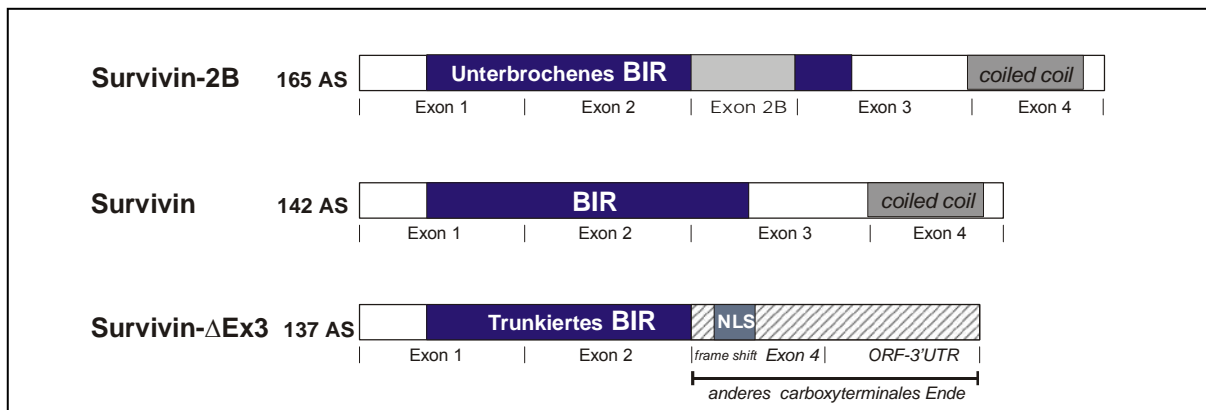 Survivin-2B 165 AS Unterbrochenes BIR coiled coil
Exon 1 Exon 2 Exon 2B Exon 3 Exon 4
Survivin 142 AS BIR coiled coil
Exon 1 Exon 2 Exon 3 Exon 4
Survivin-ΔEx3 137 AS Trunkiertes BIR NLS
Exon 1 Exon 2 frame shift Exon 4 ORF-3'UTR
anderes carboxyterminales Ende